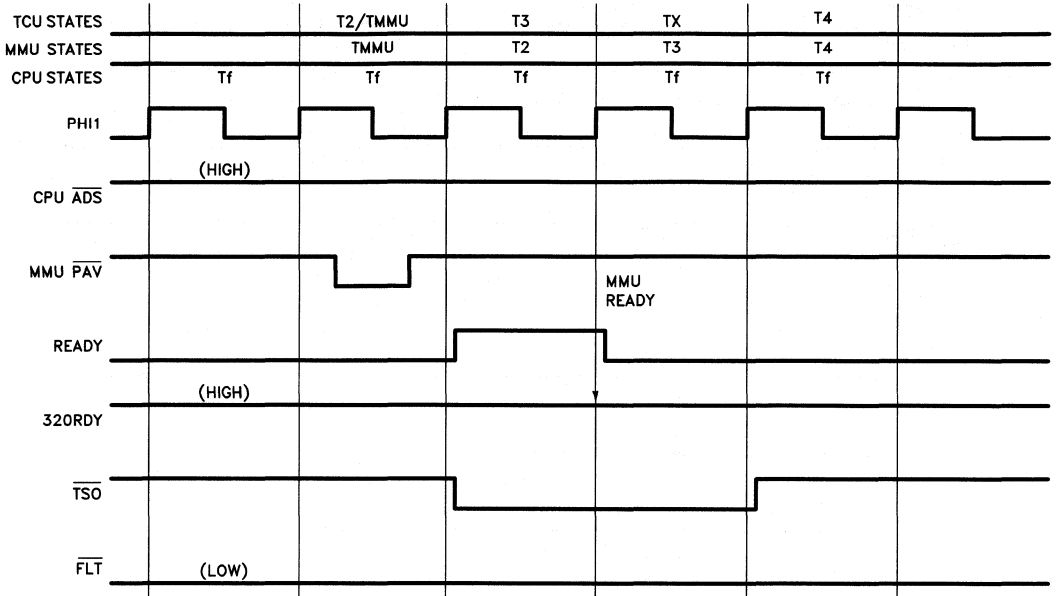 TCU STATES T2/TMMU T3 TX T4
MMU STATES TMMU T2 T3 T4
CPU STATES Tf Tf Tf Tf Tf
PHI1
(HIGH)
CPU ADS
MMU PAV
MMU
READY
READY
(HIGH)
320RDY
TSO
FLT (LOW)